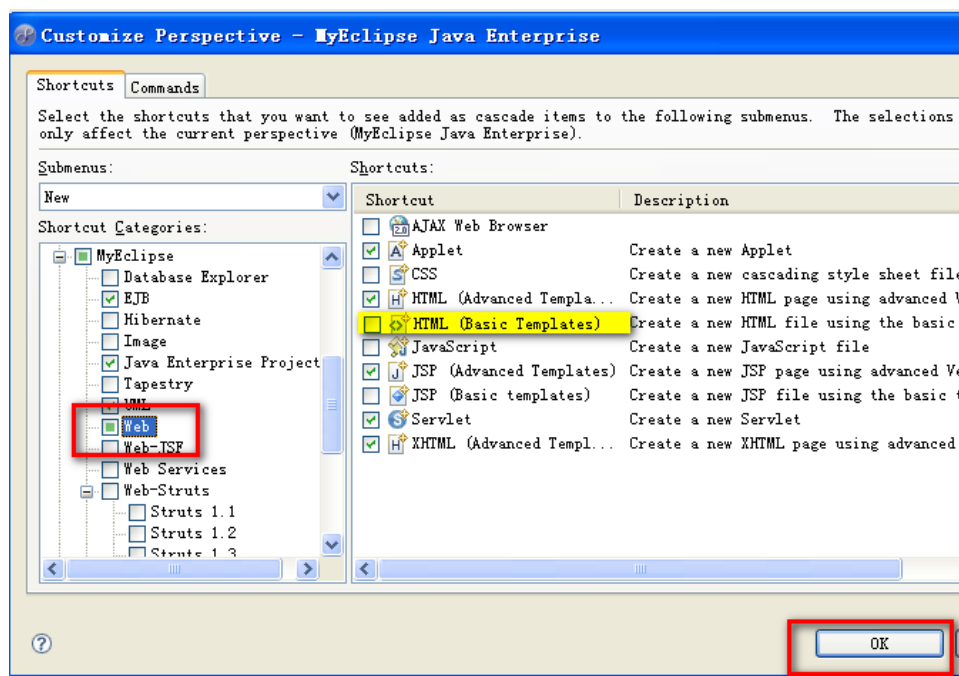 Customize Perspective - MyEclipse Java Enterprise
Shortcuts Commands
Select the shortcuts that you want to see added as cascade items to the following submenus. The selections
only affect the current perspective (MyEclipse Java Enterprise).
Submenus:
New
Shortcut Categories:
MyEclipse
Database Explorer
EJB
Hibernate
Image
Java Enterprise Project
Tapestry
UML
Web
Web-JSF
Web Services
Web-Struts
Struts 1.1
Struts 1.2
Struts 1.3
Shortcuts:
Shortcut Description
AJAX Web Browser
Applet Create a new Applet
CSS Create a new cascading style sheet file
HTML (Advanced Templa... Create a new HTML page using advanced
HTML (Basic Templates) Create a new HTML file using the basic
JavaScript Create a new JavaScript file
JSP (Advanced Templates) Create a new JSP page using advanced
JSP (Basic templates) Create a new JSP file using the basic
Servlet Create a new Servlet
XHTML (Advanced Templ... Create a new XHTML page using advanced
OK